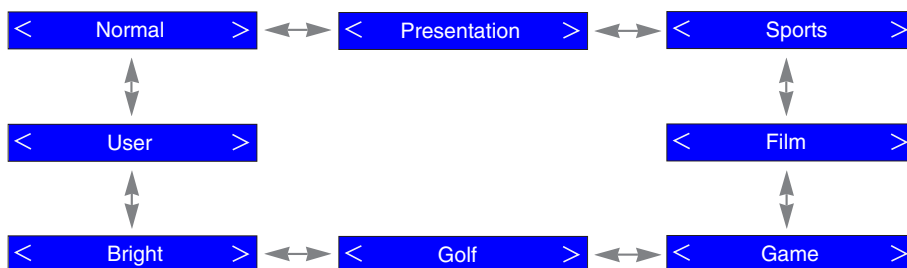 < Normal > < Presentation > < Sports >
< User > < Film >
< Bright > < Golf > < Game >